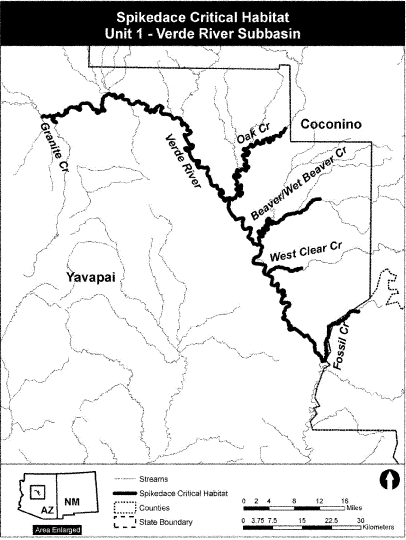 Spikedace Critical Habitat
Unit 1 - Verde River Subbasin
Granite Cr
Verde River
Oak Cr
Coconino
Beaver/Wet Beaver Cr
West Clear Cr
Yavapai
Fossil Cr
AZ
NM
Area Enlarged
Streams
Spikedace Critical Habitat
Counties
State Boundary
0 2 4 8 12 16
Miles
0 3.75 7.5 15 22.5 30
Kilometers